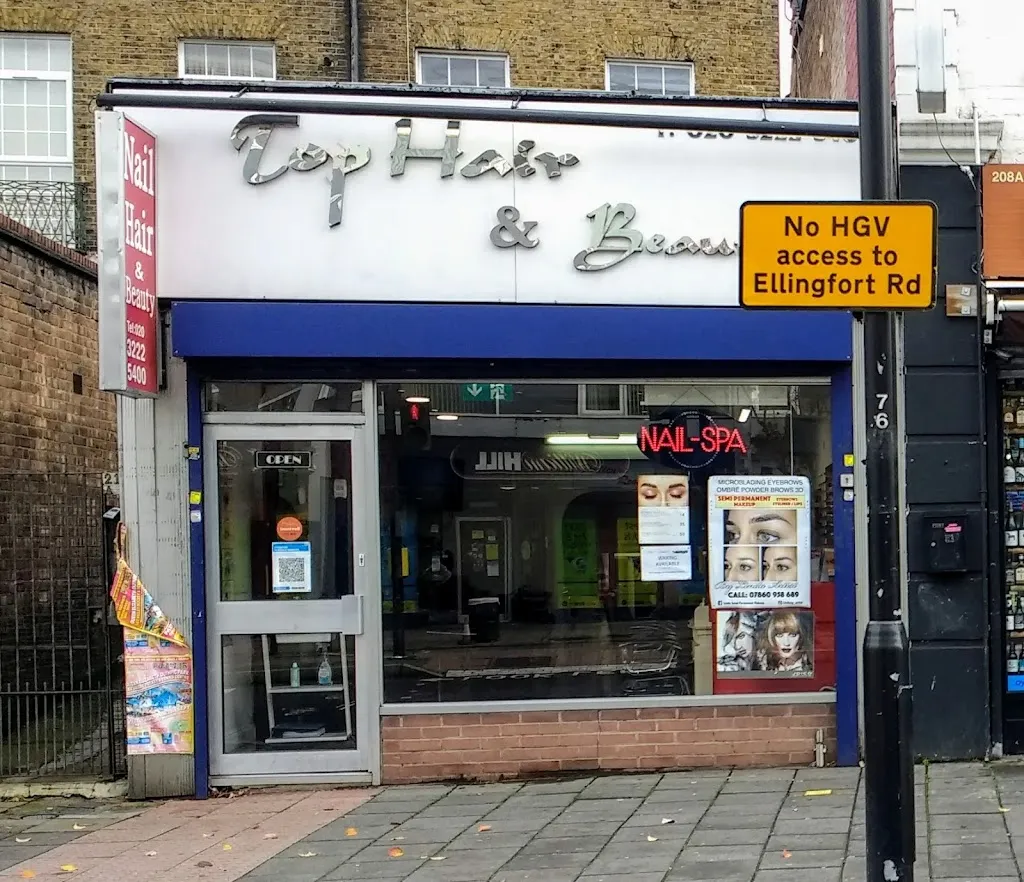 Top Hair
& Beau
Nail
Hair
&
Beauty
Tel:020
3222
5400
No HGV
access to
Ellingfort Rd
208A
76
OPEN
NAIL-SPA
HILL
MICROBLADING EYEBROWS
OMBRE POWDER BROWS 3D
SEMI PERMANENT
MAKEUP
CALL: 07860 958 689